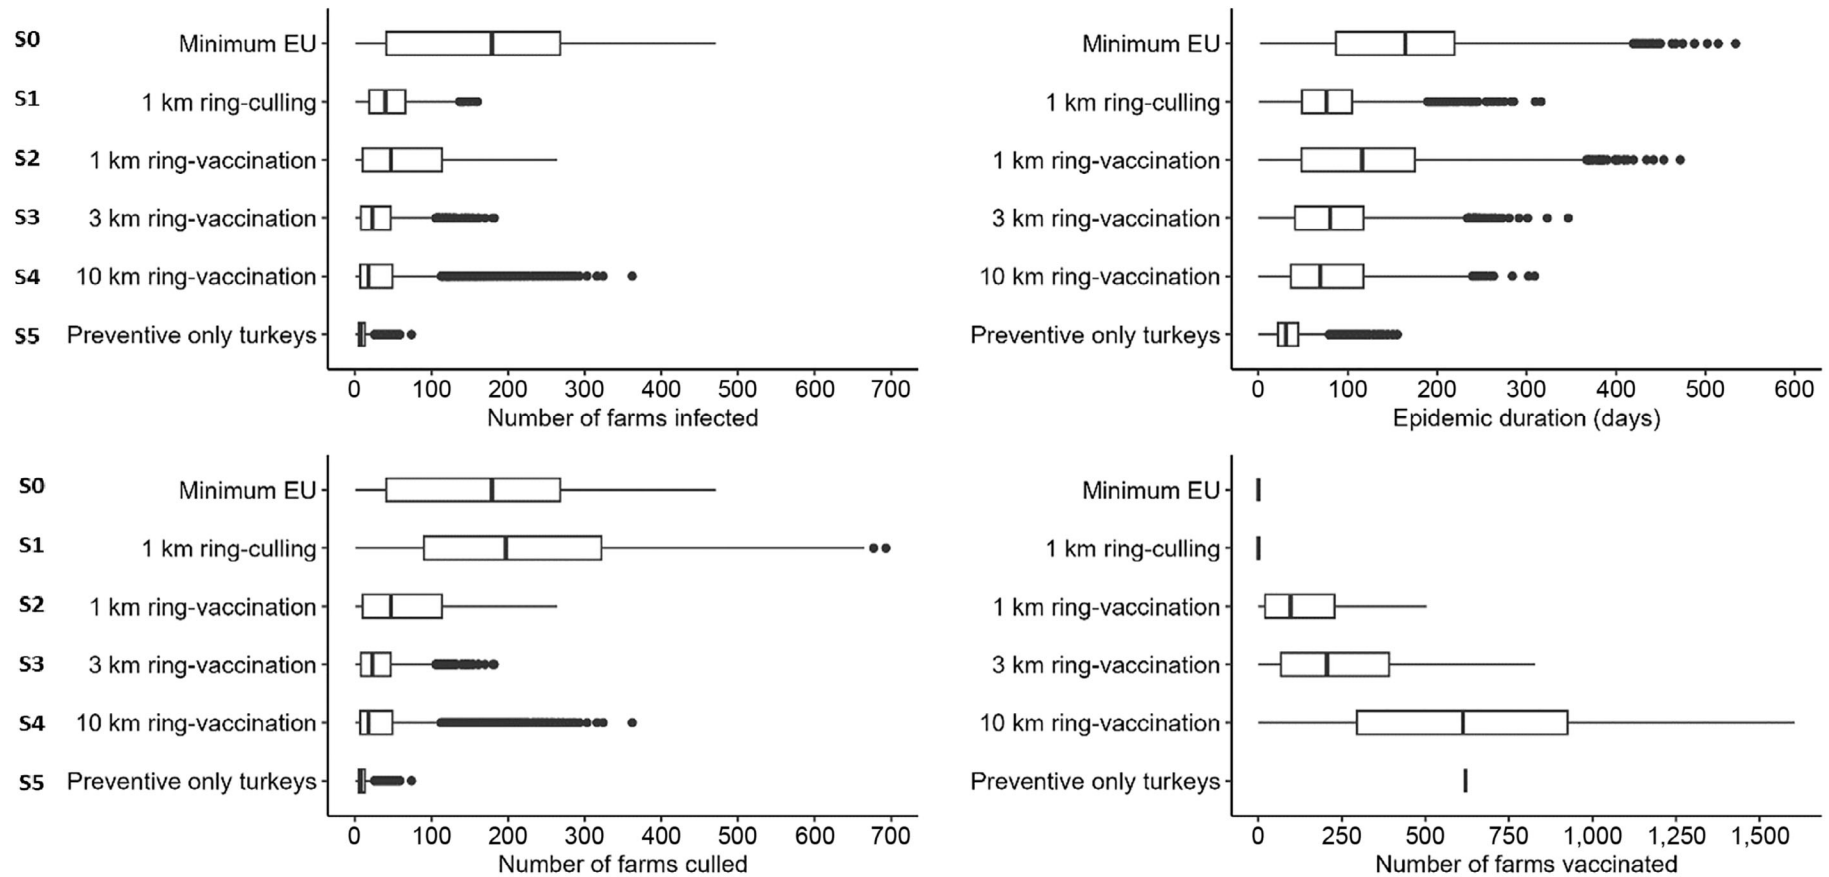 S0 Minimum EU
S1 1 km ring-culling
S2 1 km ring-vaccination
S3 3 km ring-vaccination
S4 10 km ring-vaccination
S5 Preventive only turkeys
0 100 200 300 400 500 600 700
Number of farms infected
Minimum EU
1 km ring-culling
1 km ring-vaccination
3 km ring-vaccination
10 km ring-vaccination
Preventive only turkeys
0 100 200 300 400 500 600
Epidemic duration (days)
S0 Minimum EU
S1 1 km ring-culling
S2 1 km ring-vaccination
S3 3 km ring-vaccination
S4 10 km ring-vaccination
S5 Preventive only turkeys
0 100 200 300 400 500 600 700
Number of farms culled
Minimum EU
1 km ring-culling
1 km ring-vaccination
3 km ring-vaccination
10 km ring-vaccination
Preventive only turkeys
0 250 500 750 1,000 1,250 1,500
Number of farms vaccinated